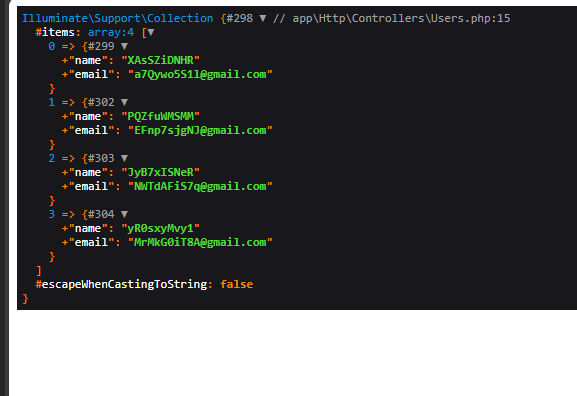 Illuminate\Support\Collection {#298 ▼ // app\Http\Controllers\Users.php:15
#items: array:4 [▼
0 => {#299 ▼
+"name": "XAsSZiDNHR"
+"email": "a7Qywo5S1l@gmail.com"
}
1 => {#302 ▼
+"name": "PQZfuWMSMM"
+"email": "EFnp7sjgNJ@gmail.com"
}
2 => {#303 ▼
+"name": "JyB7xISNeR"
+"email": "NWTdAFiS7q@gmail.com"
}
3 => {#304 ▼
+"name": "yR0sxyMvy1"
+"email": "MrMkG0iT8A@gmail.com"
}
]
#escapeWhenCastingToString: false
}